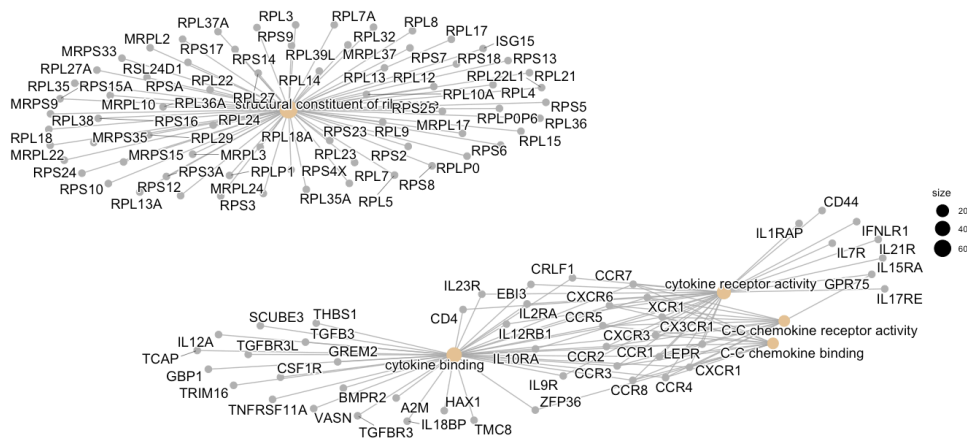 RPL3
RPL7A
RPL37A
RPL8
RPS9
RPL32
RPL17
MRPL2
ISG15
MRPS33
RPS17
RPL39L
MRPL37
RPS7
RPS18
RPS13
RPS14
RPL27A
RSL24D1
RPL13
RPL12
RPL22L1
RPL21
RPL35
RPS15A
RPSA
RPL22
RPL14
RPL10A
RPL4
MRPS9
MRPL10
RPL36A
RPL27
structural constituent of
RPS25
RPS5
RPL38
RPS16
RPL24
RPLP0P6
RPL36
RPL18
MRPS35
RPL29
RPL18A
RPS23
RPL9
MRPL17
RPL15
MRPL22
MRPS15
MRPL3
RPL23
RPS2
RPS6
RPS24
RPS3A
RPLP1
RPS4X
RPL7
RPLP0
RPS10
RPS12
MRPL24
RPS8
RPL13A
RPS3
RPL35A
RPL5
size
20
40
60
CD44
IL1RAP
IFNLR1
IL7R
IL21R
IL15RA
GPR75
IL17RE
CRLF1
CCR7
cytokine receptor activity
IL23R
EBI3
CXCR6
XCR1
CD4
IL2RA
CCR5
CX3CR1
C-C chemokine receptor activity
IL12RB1
CXCR3
C-C chemokine binding
IL10RA
CCR2
CCR1
LEPR
CCR3
CXCR1
IL9R
CCR8
CCR4
ZFP36
SCUBE3
THBS1
TGFB3
IL12A
TGFBR3L
GREM2
TCAP
cytokine binding
GBP1
CSF1R
TRIM16
BMPR2
TNFRSF11A
A2M
HAX1
VASN
IL18BP
TMC8
TGFBR3